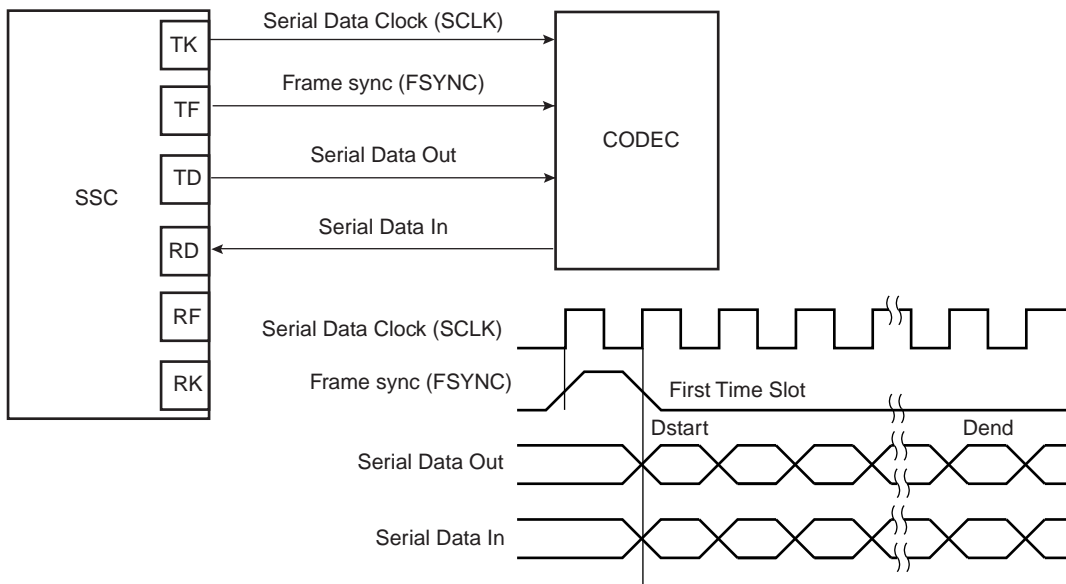 TK
Serial Data Clock (SCLK)
TF
Frame sync (FSYNC)
CODEC
TD
Serial Data Out
SSC
RD
Serial Data In
RF
RK
Serial Data Clock (SCLK)
Frame sync (FSYNC)
First Time Slot
Dstart
Dend
Serial Data Out
Serial Data In